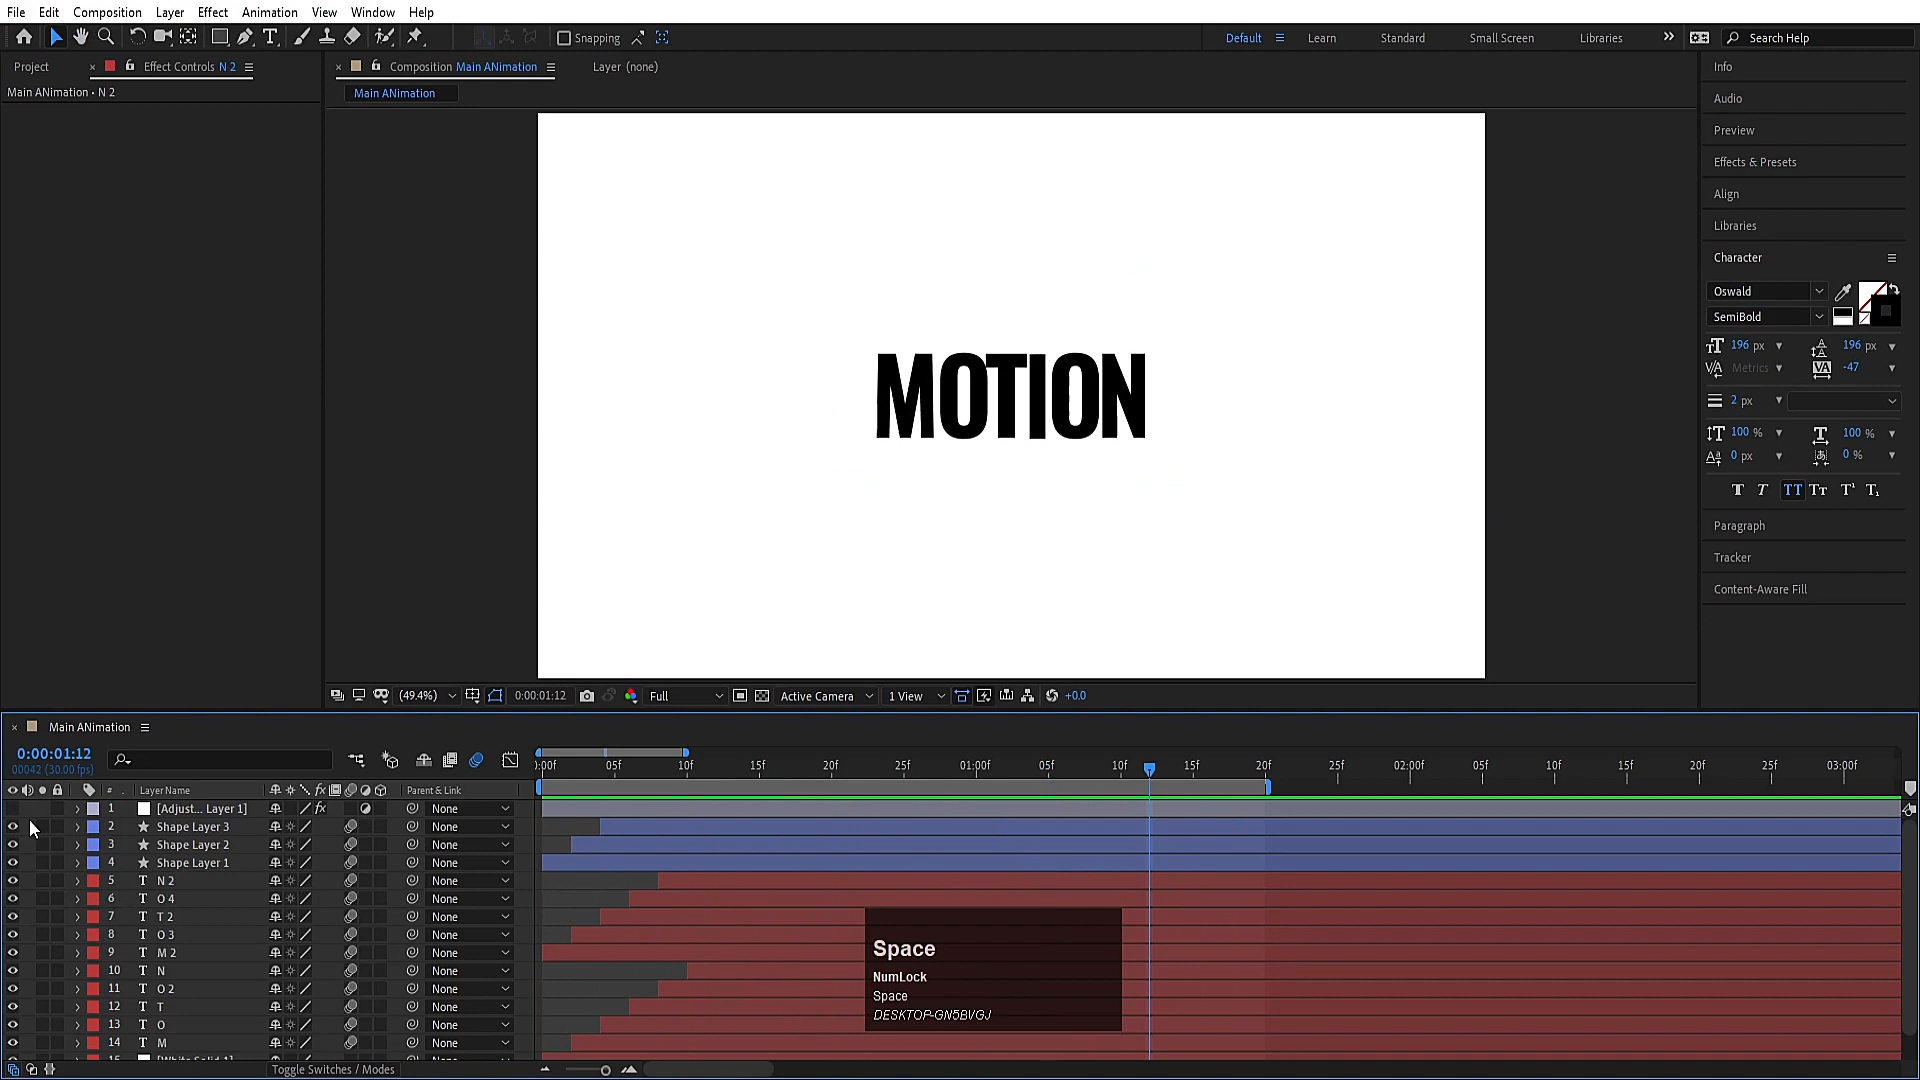 File Edit Composition Layer Effect Animation View Window Help
Snapping Default Learn Standard Small Screen Libraries Search Help
Project Effect Controls N 2
Main ANimation • N 2
Composition Main ANimation Layer (none)
Main ANimation
MOTION
(49.4%) 0:00:01:12 Full Active Camera 1 View +0.0
Info
Audio
Preview
Effects & Presets
Align
Libraries
Character
Oswald
SemiBold
196 px 196 px
Metrics -47
2 px
100 % 100 %
0 px 0 %
Paragraph
Tracker
Content-Aware Fill
Main ANimation
0:00:01:12
00042 (30.00 fps)
):00f 05f 10f 15f 20f 25f 01:00f 05f 10f 15f 20f 25f 02:00f 05f 10f 15f 20f 25f 03:00f
# Layer Name fx Parent & Link
1 [Adjust... Layer 1] fx None
2 Shape Layer 3 None
3 Shape Layer 2 None
4 Shape Layer 1 None
5 T N 2 None
6 T O 4 None
7 T T 2 None
8 T O 3 None
9 T M 2 None
10 T N None
11 T O 2 None
12 T T None
13 T O None
14 T M None
15 [White Solid 1] None
Toggle Switches / Modes
Space
NumLock
Space
DESKTOP-GN5BVGJ